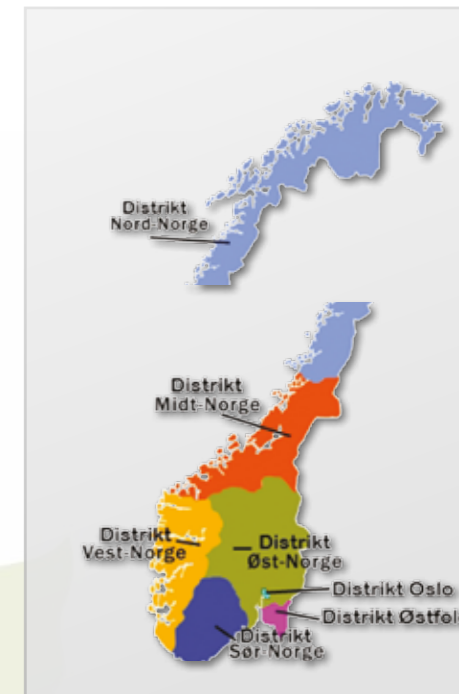 Distrikt
Nord-Norge
Distrikt
Midt-Norge
Distrikt
Vest-Norge
Distrikt
Øst-Norge
Distrikt Oslo
Distrikt Østfol
Distrikt
Sør-Norge